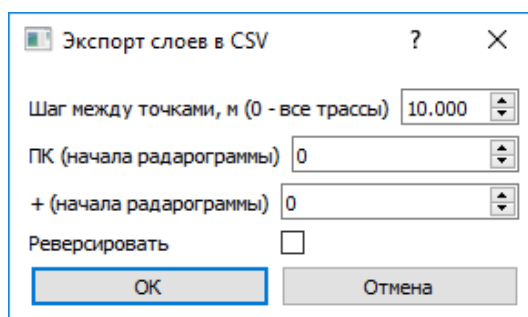 Экспорт слоев в CSV ?
Шаг между точками, м (0 - все трассы) 10.000
ПК (начала радарограммы) 0
+ (начала радарограммы) 0
Реверсировать
ОК Отмена